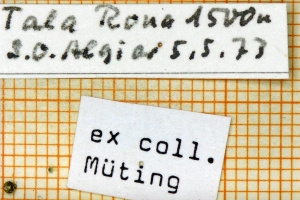 Tala Rona 1500m
S.O. Algier 5.5.73
ex coll.
Müting